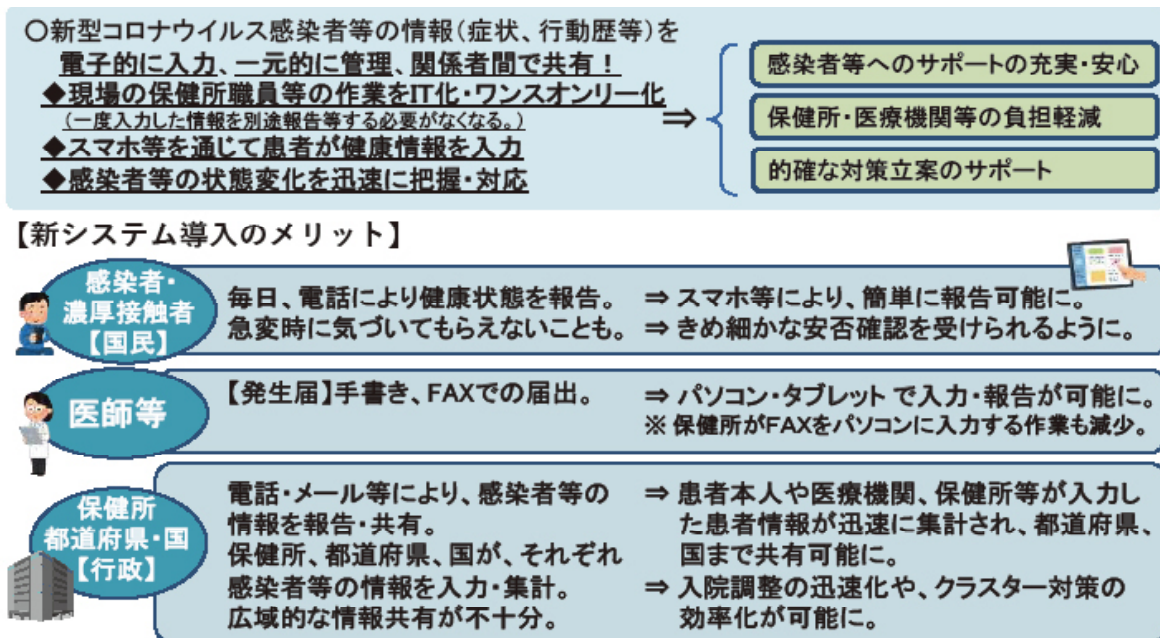 ○新型コロナウイルス感染者等の情報(症状、行動歴等)を
電子的に入力、一元的に管理、関係者間で共有！
◆現場の保健所職員等の作業をIT化・ワンスオンリー化
(一度入力した情報を別途報告等する必要がなくなる。)
◆スマホ等を通じて患者が健康情報を入力
◆感染者等の状態変化を迅速に把握・対応
⇒
感染者等へのサポートの充実・安心
保健所・医療機関等の負担軽減
的確な対策立案のサポート
【新システム導入のメリット】
感染者・
濃厚接触者
【国民】
毎日、電話により健康状態を報告。
急変時に気づいてもらえないことも。
⇒ スマホ等により、簡単に報告可能に。
⇒ きめ細かな安否確認を受けられるように。
医師等
【発生届】手書き、FAXでの届出。
⇒ パソコン・タブレット で入力・報告が可能に。
※ 保健所がFAXをパソコンに入力する作業も減少。
保健所
都道府県・国
【行政】
電話・メール等により、感染者等の
情報を報告・共有。
保健所、都道府県、国が、それぞれ
感染者等の情報を入力・集計。
広域的な情報共有が不十分。
⇒ 患者本人や医療機関、保健所等が入力し
た患者情報が迅速に集計され、都道府県、
国まで共有可能に。
⇒ 入院調整の迅速化や、クラスター対策の
効率化が可能に。